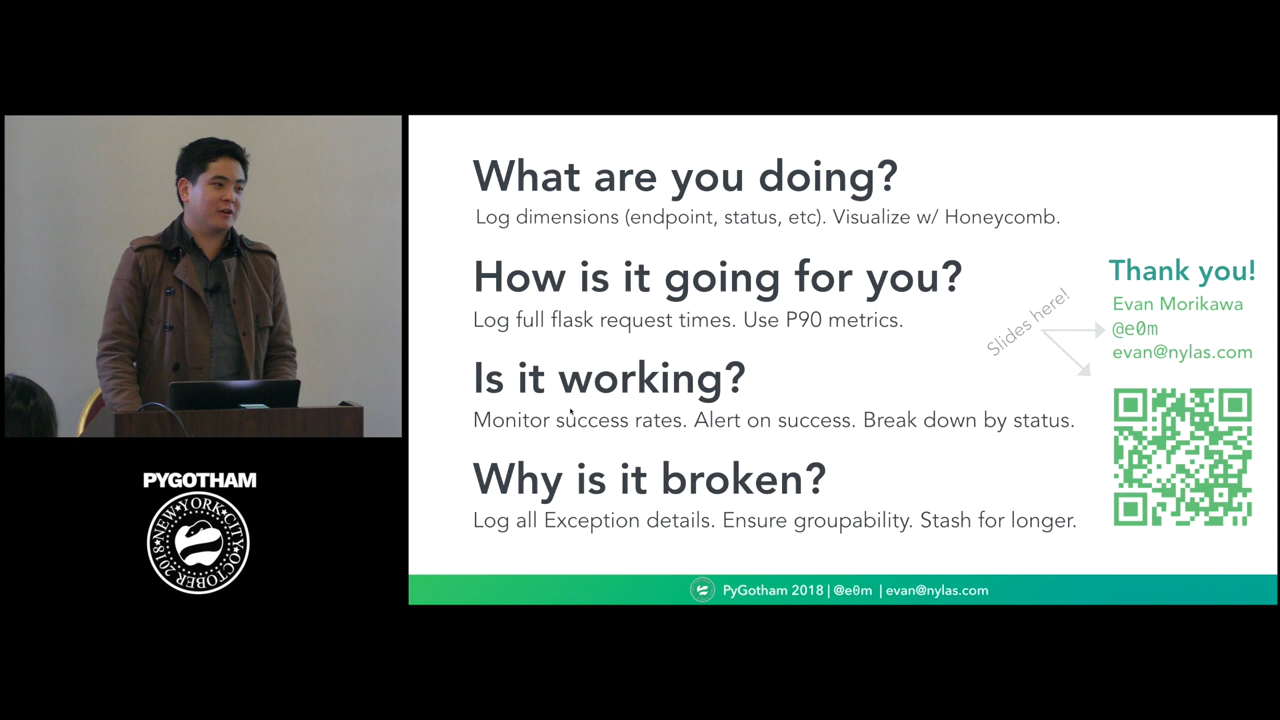 What are you doing?
Log dimensions (endpoint, status, etc). Visualize w/ Honeycomb.
How is it going for you?
Log full flask request times. Use P90 metrics.
Is it working?
Monitor success rates. Alert on success. Break down by status.
Why is it broken?
Log all Exception details. Ensure groupability. Stash for longer.
Slides here!
Thank you!
Evan Morikawa
@e0m
evan@nylas.com
PyGotham 2018 | @e0m | evan@nylas.com
PYGOTHAM
NEW YORK CITY OCTOBER 2018